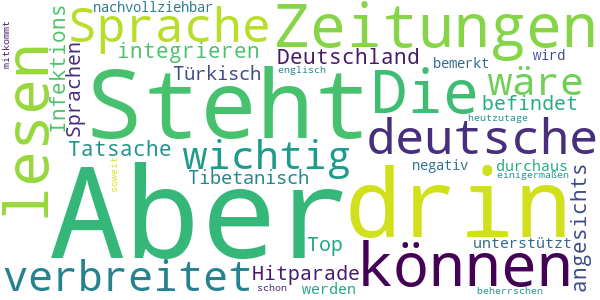 nachvollziehbar
mitkommt
lesen
Infektions
Sprache
Sprachen
integrieren
Zeitungen
Deutschland
bemerkt
wird
Türkisch
englisch
Steht
Die
wäre
befindet
heutzutage
deutsche
Tatsache
wichtig
Tibetanisch
negativ
durchaus
einigermaßen
angesichts
soweit
Aber
drin
Top
unterstützt
können
verbreitet
Hitparade
schon
werden
beherrschen